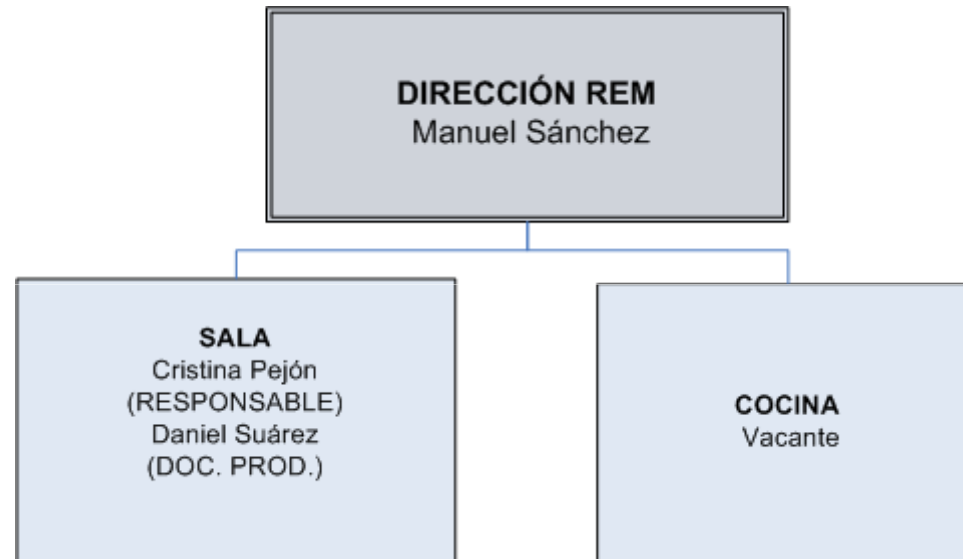 DIRECCIÓN REM
Manuel Sánchez
SALA
Cristina Pejón
(RESPONSABLE)
Daniel Suárez
(DOC. PROD.)
COCINA
Vacante